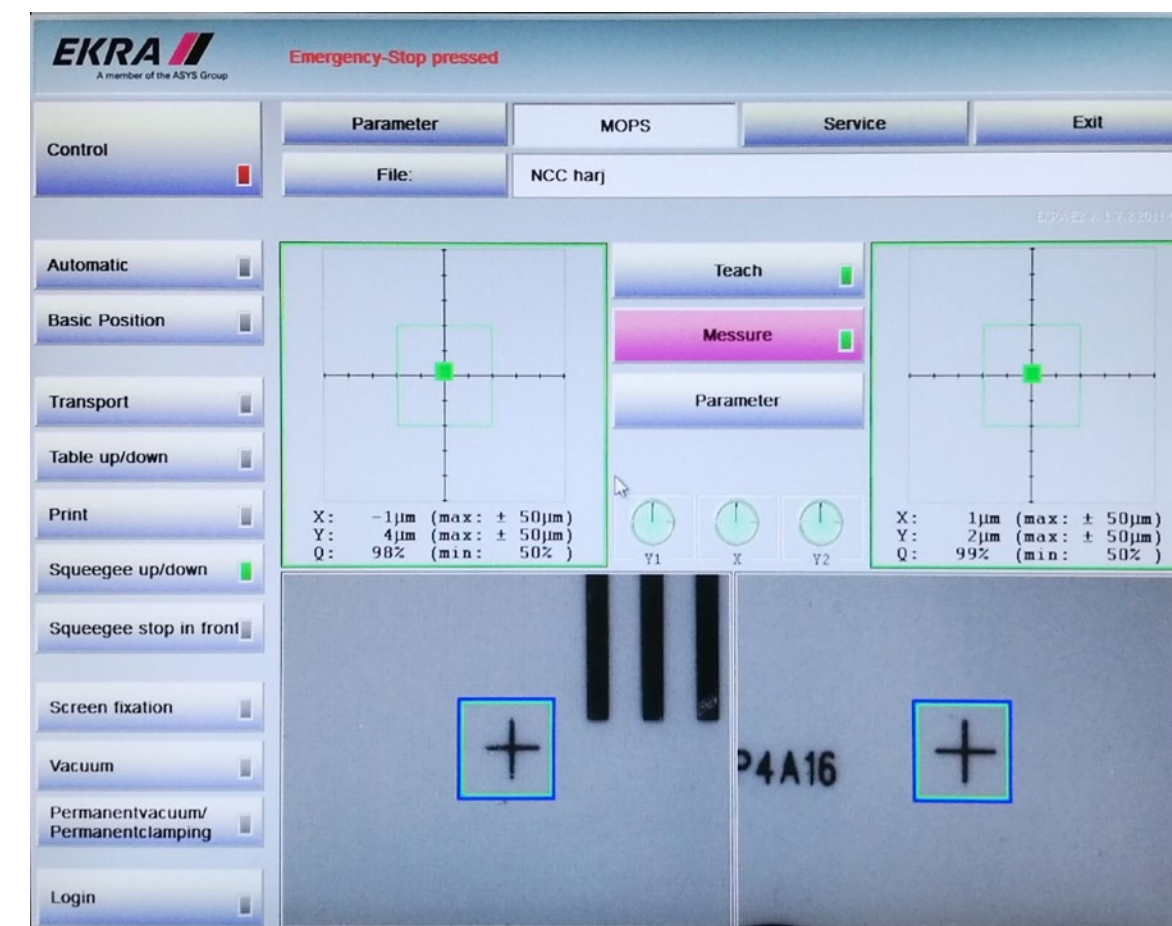 EKRA
A member of the ASYS Group
Emergency-Stop pressed
Control
Parameter
MOPS
Service
Exit
File:
NCC harj
Automatic
Basic Position
Transport
Table up/down
Print
Squeegee up/down
Squeegee stop in front
Screen fixation
Vacuum
Permanentvacuum/
Permanentclamping
Login
Teach
Messure
Parameter
X: -1µm (max: ± 50µm)
Y: 4µm (max: ± 50µm)
Q: 98% (min: 50% )
Y1 X Y2
X: 1µm (max: ± 50µm)
Y: 2µm (max: ± 50µm)
Q: 99% (min: 50% )
P4A16